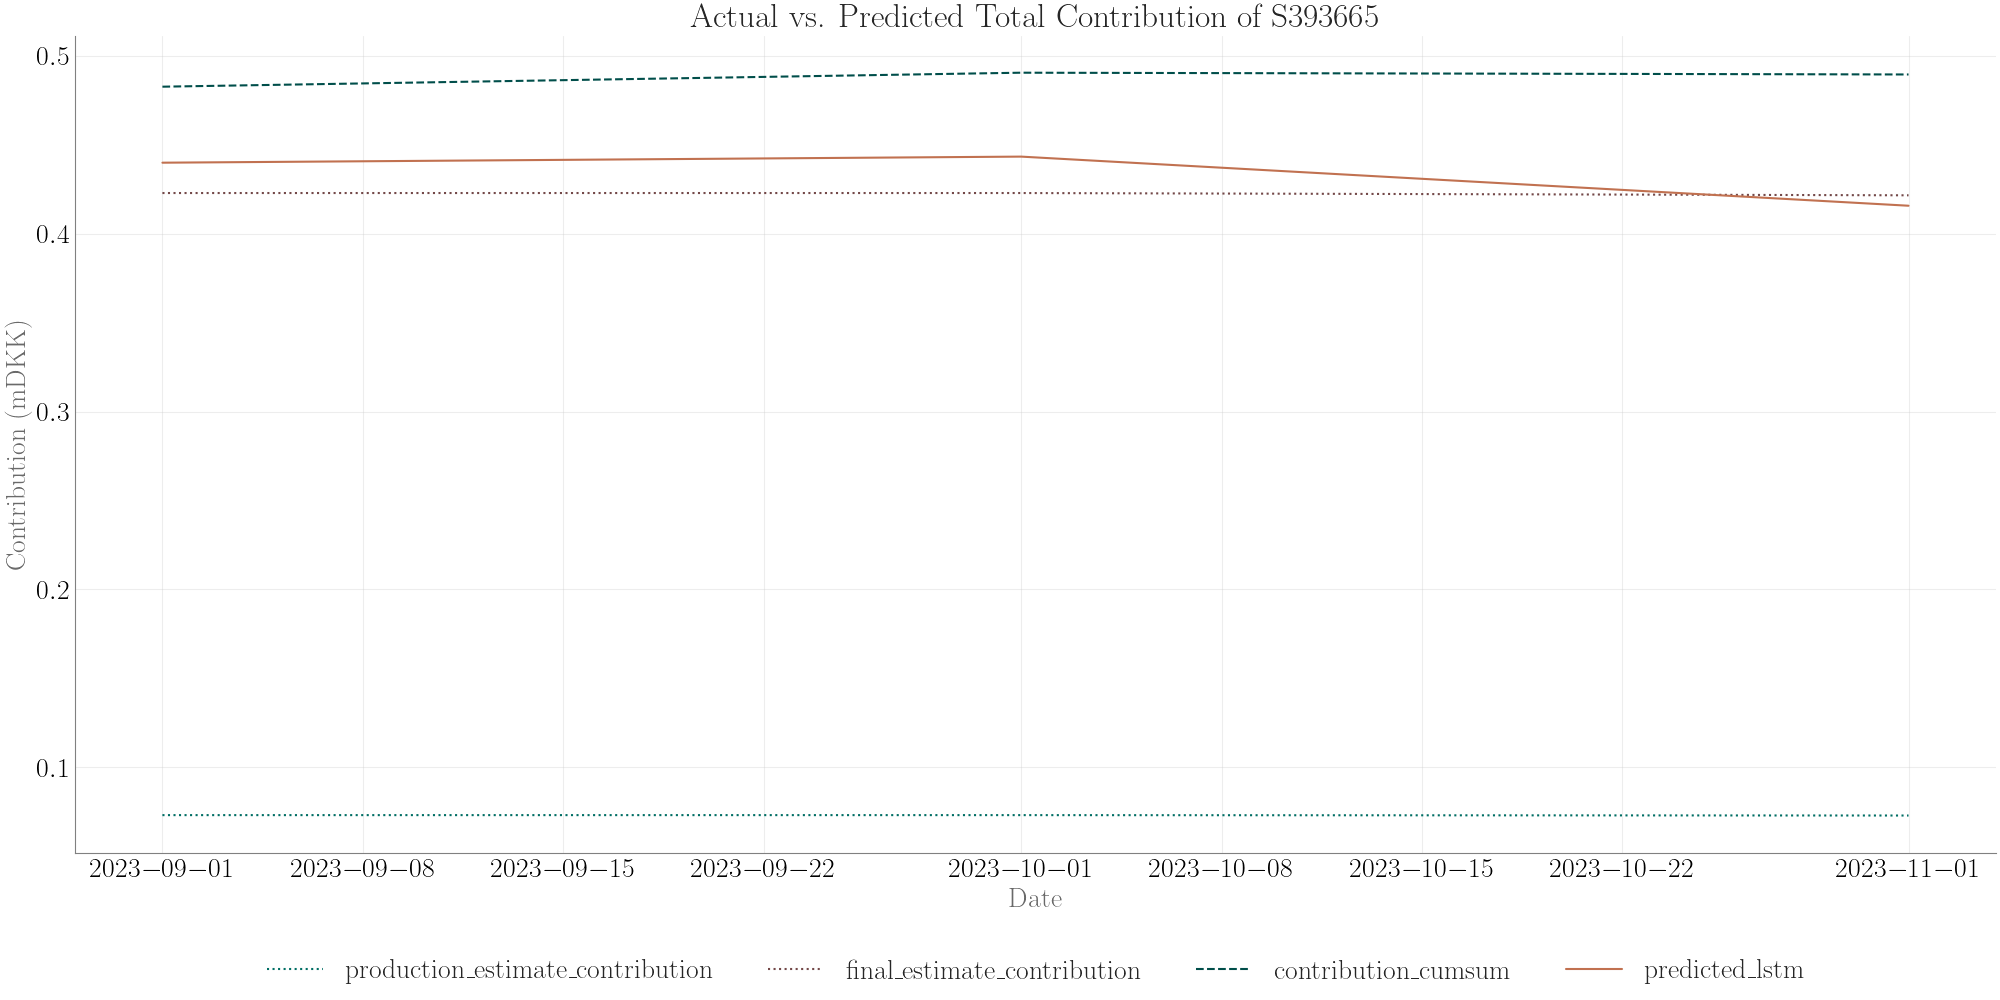 Actual vs. Predicted Total Contribution of S393665
Contribution (mDKK)
0.5
0.4
0.3
0.2
0.1
2023−09−01 2023−09−08 2023−09−15 2023−09−22 2023−10−01 2023−10−08 2023−10−15 2023−10−22 2023−11−01
Date
production_estimate_contribution final_estimate_contribution contribution_cumsum predicted_lstm